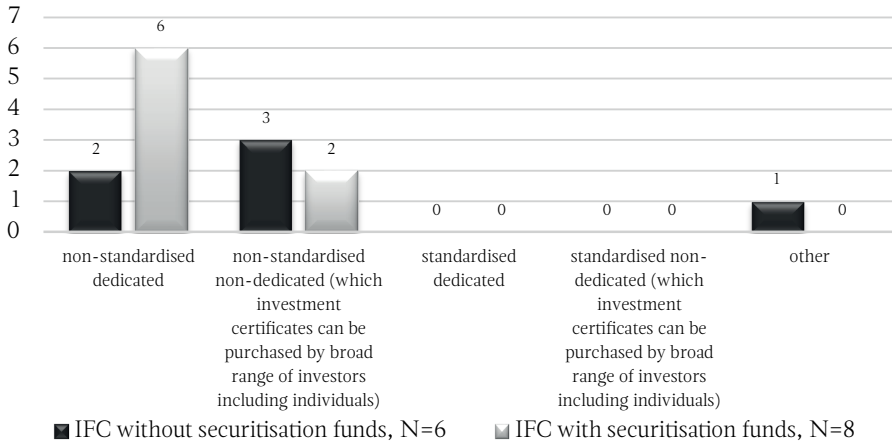 7
6
5
4
3
2
1
0
2
6
3
2
0
0
0
0
1
0
non-standardised
dedicated
non-standardised
non-dedicated (which
investment
certificates can be
purchased by broad
range of investors
including individuals)
standardised
dedicated
standardised non-
dedicated (which
investment
certificates can be
purchased by broad
range of investors
including individuals)
other
IFC without securitisation funds, N=6
IFC with securitisation funds, N=8